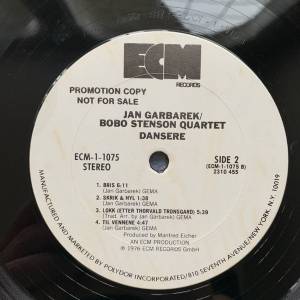 ECM
RECORDS
PROMOTION COPY
NOT FOR SALE
JAN GARBAREK/
BOBO STENSON QUARTET
DANSERE
ECM-1-1075
STEREO
SIDE 2
(ECM-1-1075 B)
2310 455
1. BRIS 6:11
(Jan Garbarek) GEMA
2. SKRIK & HYL 1:38
(Jan Garbarek) GEMA
3. LOKK (ETTER THORVALD TRONSGARD) 5:39
(Trad. Arr. by Jan Garbarek) GEMA
4. TIL VENNENE 4:47
(Jan Garbarek) GEMA
Produced by Manfred Eicher
AN ECM PRODUCTION
℗ 1976 ECM RECORDS GmbH
MANUFACTURED AND MARKETED BY POLYDOR INCORPORATED/810 SEVENTH AVENUE/NEW YORK, N.Y. 10019